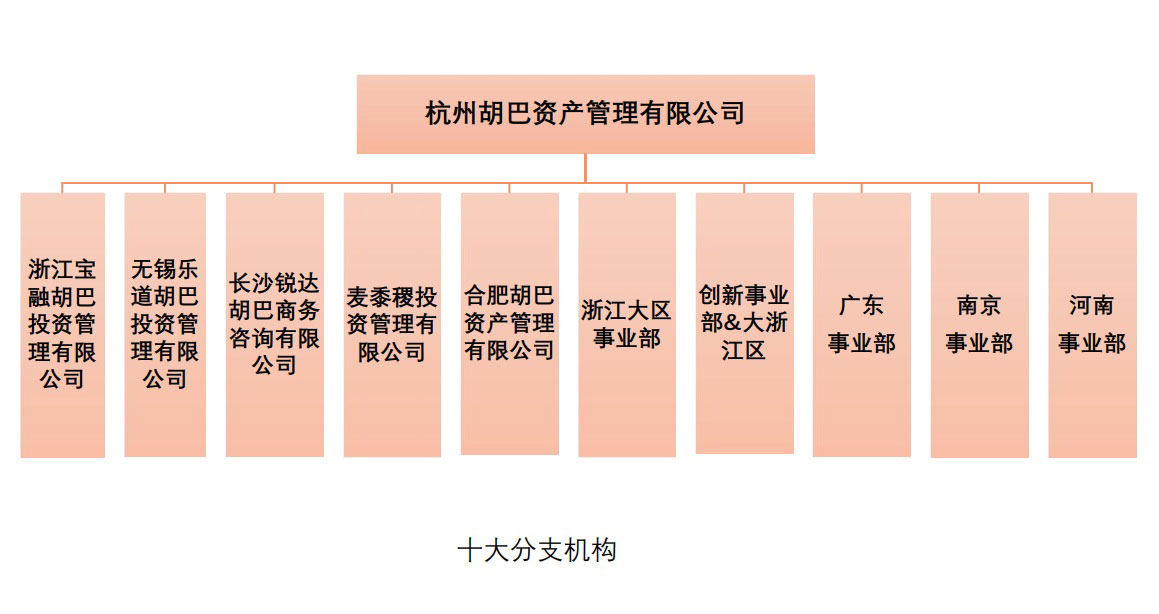 杭州胡巴资产管理有限公司
浙江宝
融胡巴
投资管
理有限
公司
无锡乐
道胡巴
投资管
理有限
公司
长沙锐达
胡巴商务
咨询有限
公司
麦黍稷投
资管理有
限公司
合肥胡巴
资产管理
有限公司
浙江大区
事业部
创新事业
部&大浙
江区
广东
事业部
南京
事业部
河南
事业部
十大分支机构